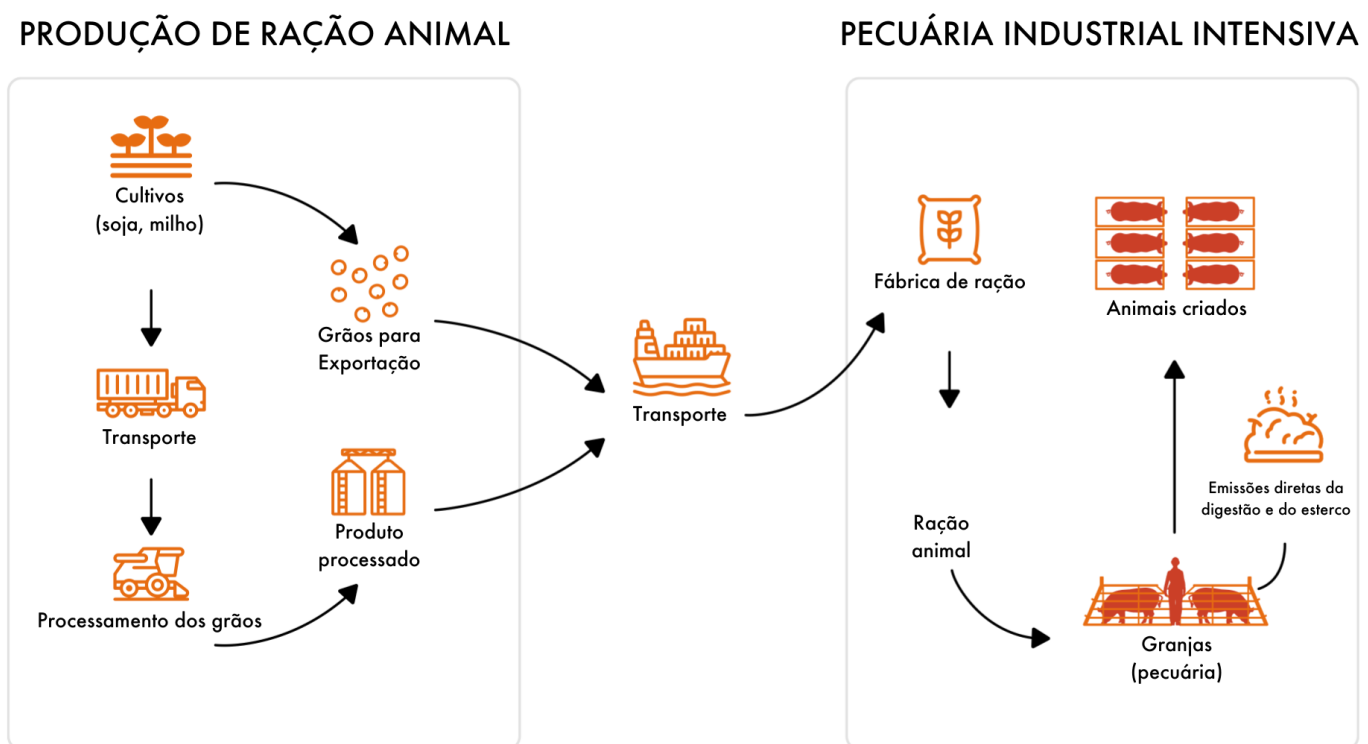 PRODUÇÃO DE RAÇÃO ANIMAL
Cultivos
(soja, milho)
Grãos para
Exportação
Transporte
Produto
processado
Processamento dos grãos
Transporte
PECUÁRIA INDUSTRIAL INTENSIVA
Fábrica de ração
Animais criados
Emissões diretas da
digestão e do esterco
Ração
animal
Granjas
(pecuária)